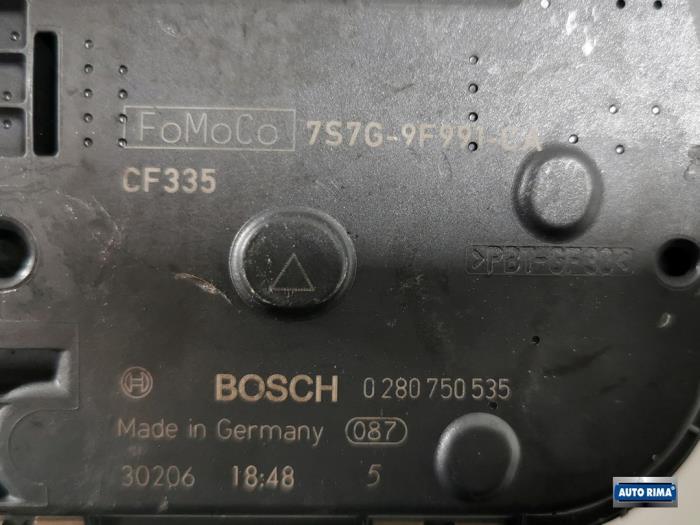 FoMoCo 7S7G-9F991-CA
CF335
>PBT-GF30<
BOSCH 0 280 750 535
Made in Germany 087
30206 18:48 5
AUTO RIMA